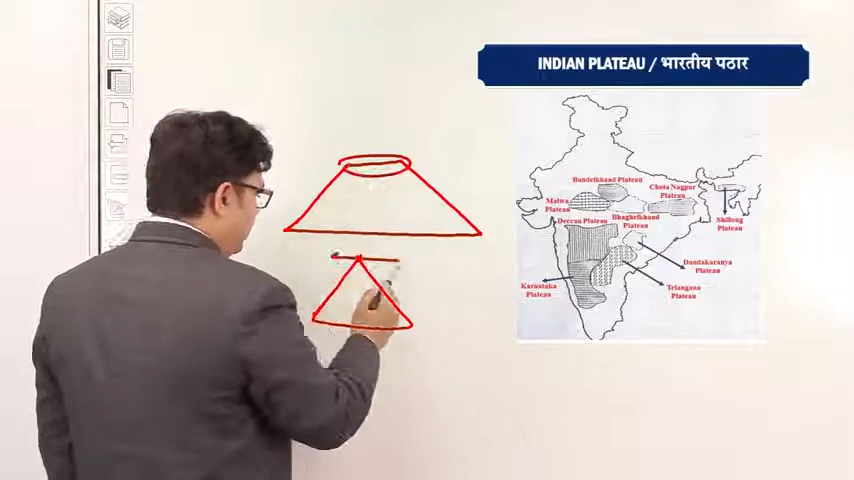 INDIAN PLATEAU / भारतीय पठार
Bundelkhand Plateau
Chota Nagpur
Plateau
Malwa
Plateau
Deccan Plateau
Bhaghelkhand
Plateau
Shillong
Plateau
Dandakaranya
Plateau
Karnataka
Plateau
Telangana
Plateau